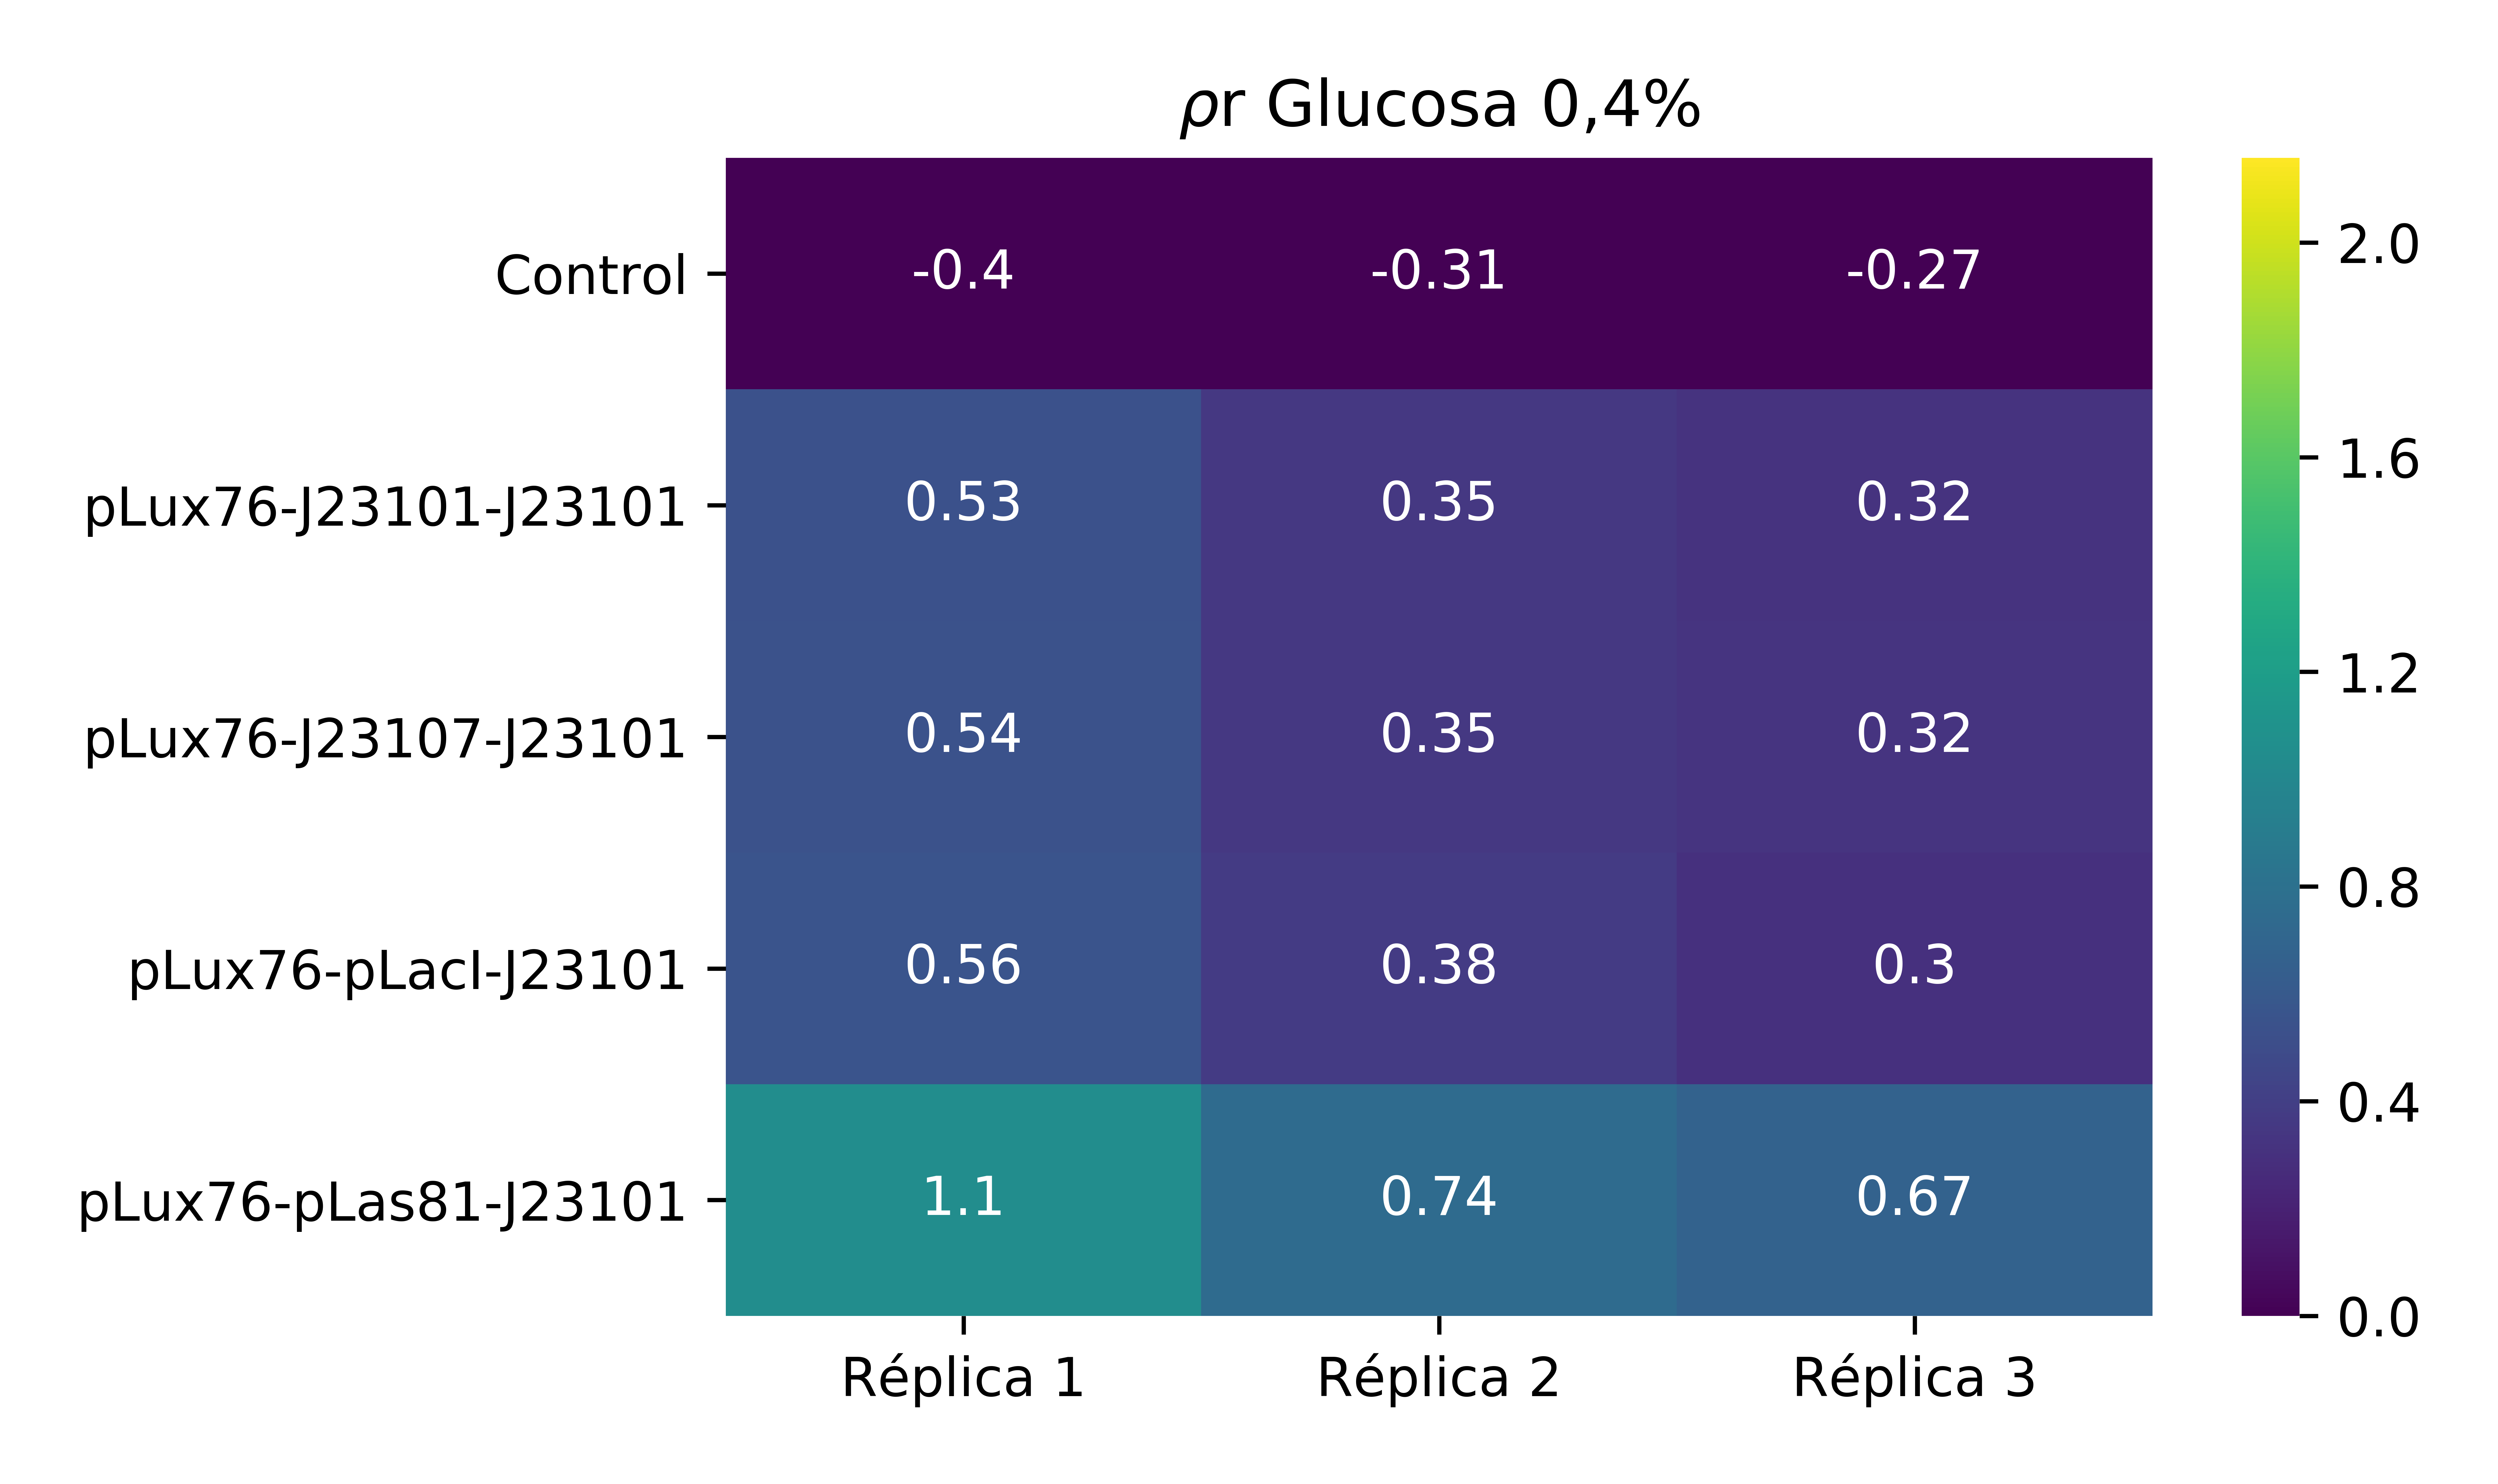 ρr Glucosa 0,4%
Control
-0.4 -0.31 -0.27
pLux76-J23101-J23101
0.53 0.35 0.32
pLux76-J23107-J23101
0.54 0.35 0.32
pLux76-pLacI-J23101
0.56 0.38 0.3
pLux76-pLas81-J23101
1.1 0.74 0.67
Réplica 1 Réplica 2 Réplica 3
2.0
1.6
1.2
0.8
0.4
0.0